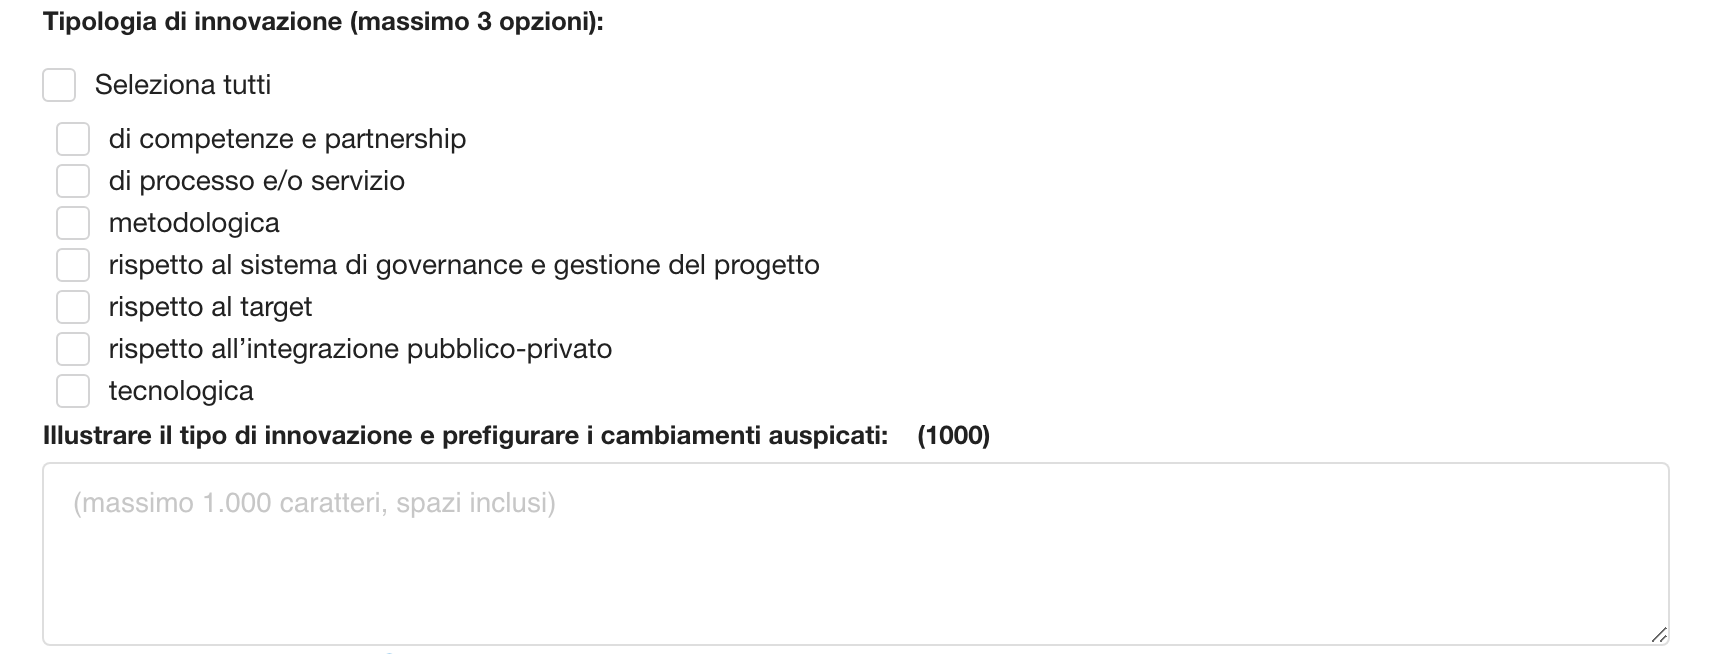 Tipologia di innovazione (massimo 3 opzioni):
Seleziona tutti
di competenze e partnership
di processo e/o servizio
metodologica
rispetto al sistema di governance e gestione del progetto
rispetto al target
rispetto all’integrazione pubblico-privato
tecnologica
Illustrare il tipo di innovazione e prefigurare i cambiamenti auspicati: (1000)
(massimo 1.000 caratteri, spazi inclusi)